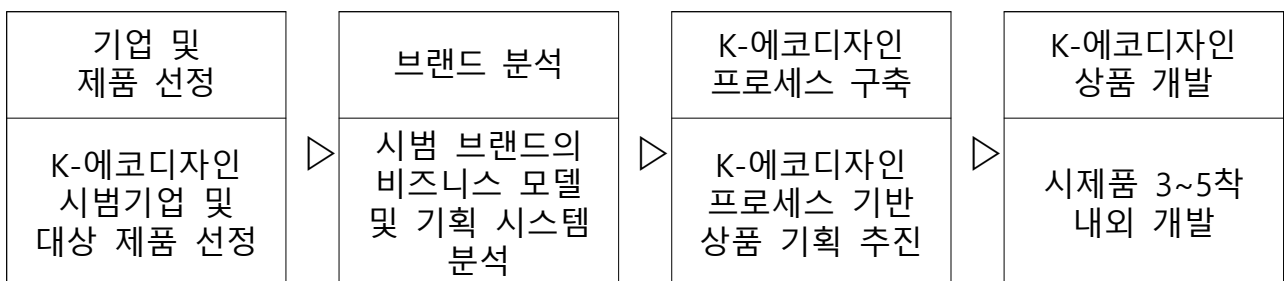 기업 및
제품 선정
K-에코디자인
시범기업 및
대상 제품 선정
▷
브랜드 분석
시범 브랜드의
비즈니스 모델
및 기획 시스템
분석
▷
K-에코디자인
프로세스 구축
K-에코디자인
프로세스 기반
상품 기획 추진
▷
K-에코디자인
상품 개발
시제품 3~5착
내외 개발